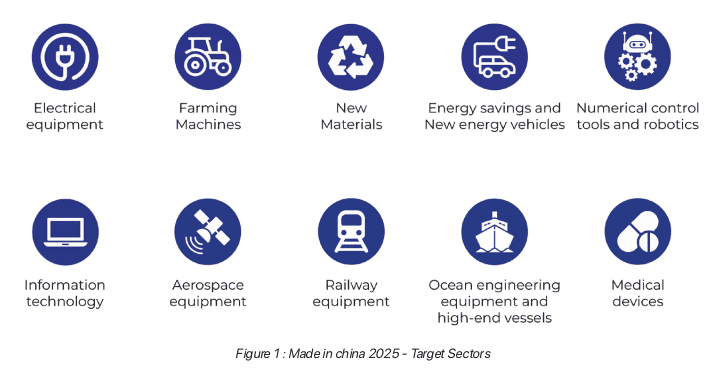 Electrical
equipment
Farming
Machines
New
Materials
Energy savings and
New energy vehicles
Numerical control
tools and robotics
Information
technology
Aerospace
equipment
Railway
equipment
Ocean engineering
equipment and
high-end vessels
Medical
devices
Figure 1 : Made in china 2025 - Target Sectors